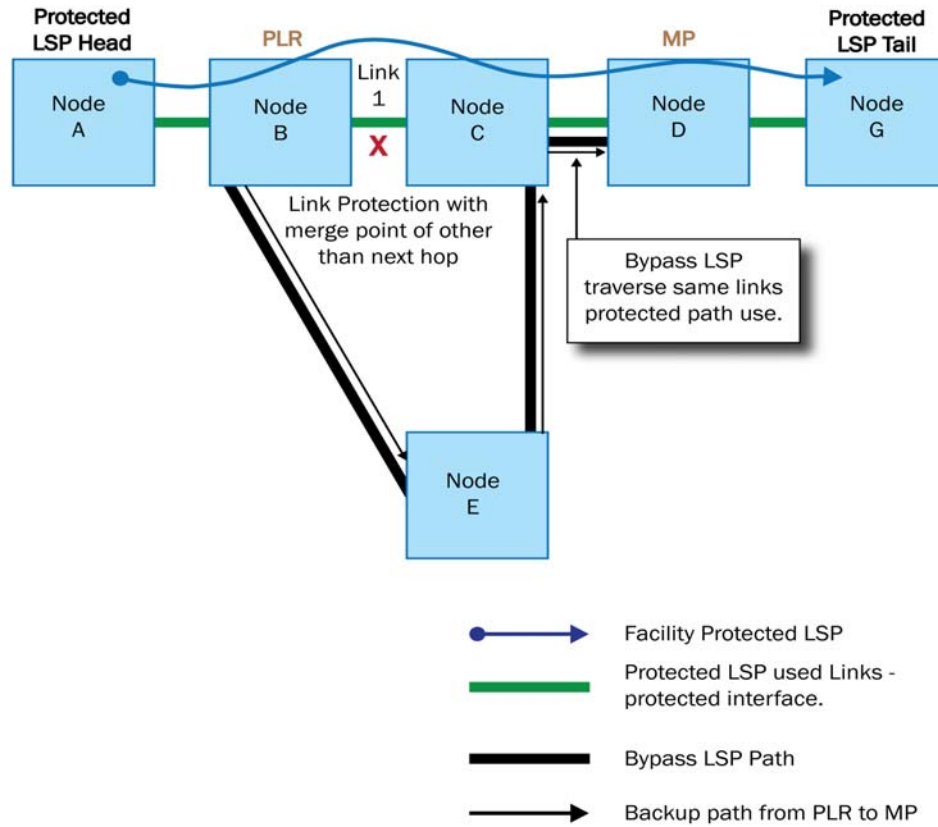 Protected
LSP Head
PLR
MP
Protected
LSP Tail
Node
A
Node
B
Link
1
X
Node
C
Node
D
Node
G
Link Protection with
merge point of other
than next hop
Bypass LSP
traverse same links
protected path use.
Node
E
Facility Protected LSP
Protected LSP used Links -
protected interface.
Bypass LSP Path
Backup path from PLR to MP